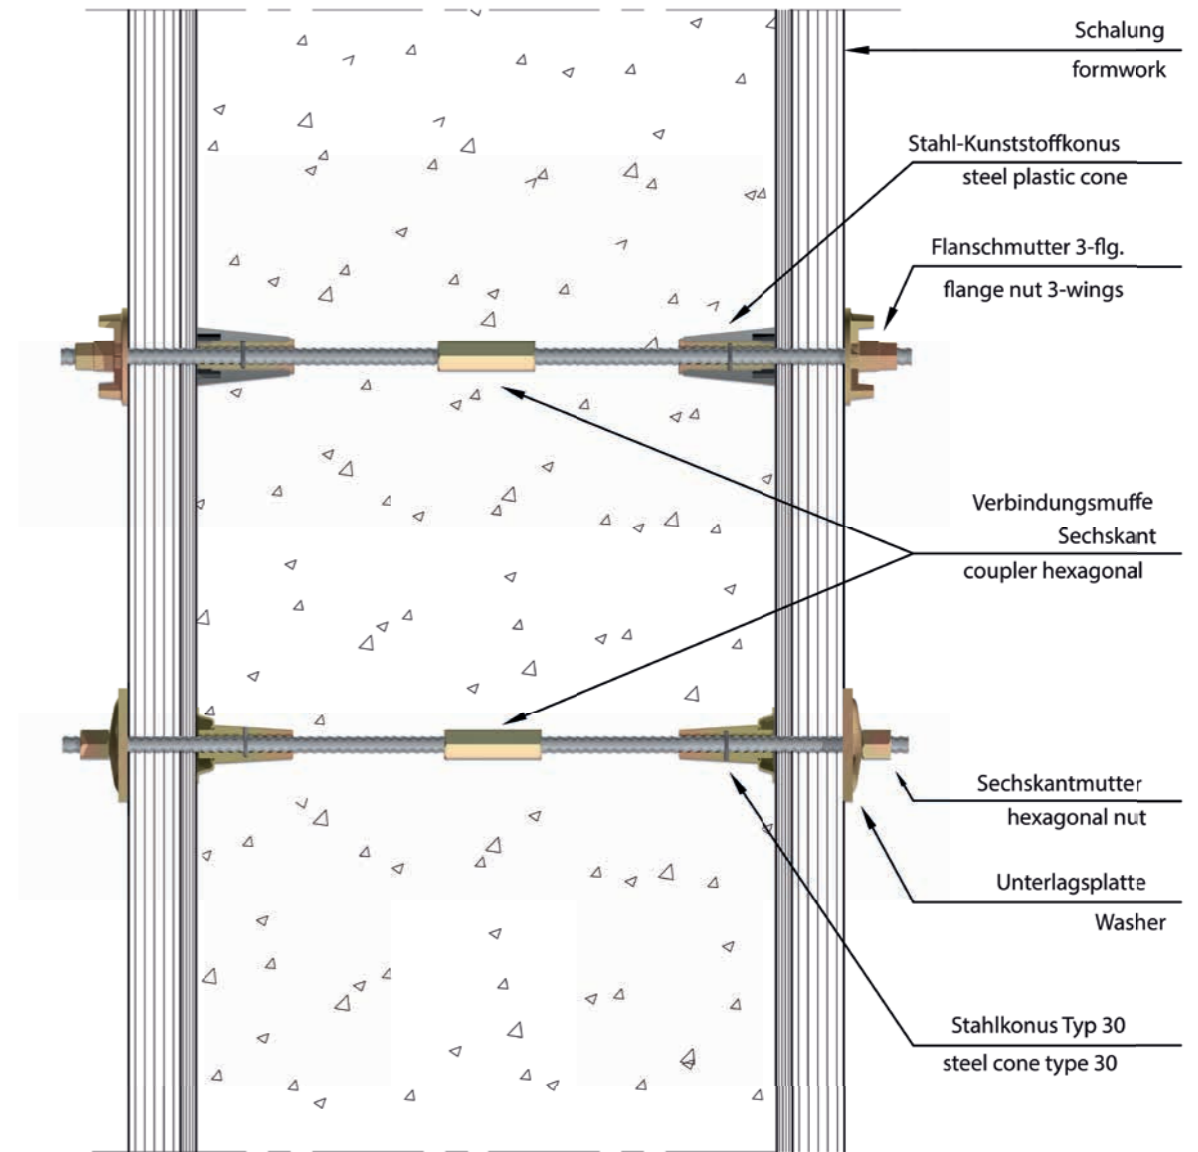 Schalung
formwork
Stahl-Kunststoffkonus
steel plastic cone
Flanschmutter 3-flg.
flange nut 3-wings
Verbindungsmuffe
Sechskant
coupler hexagonal
Sechskantmutter
hexagonal nut
Unterlagsplatte
Washer
Stahlkonus Typ 30
steel cone type 30